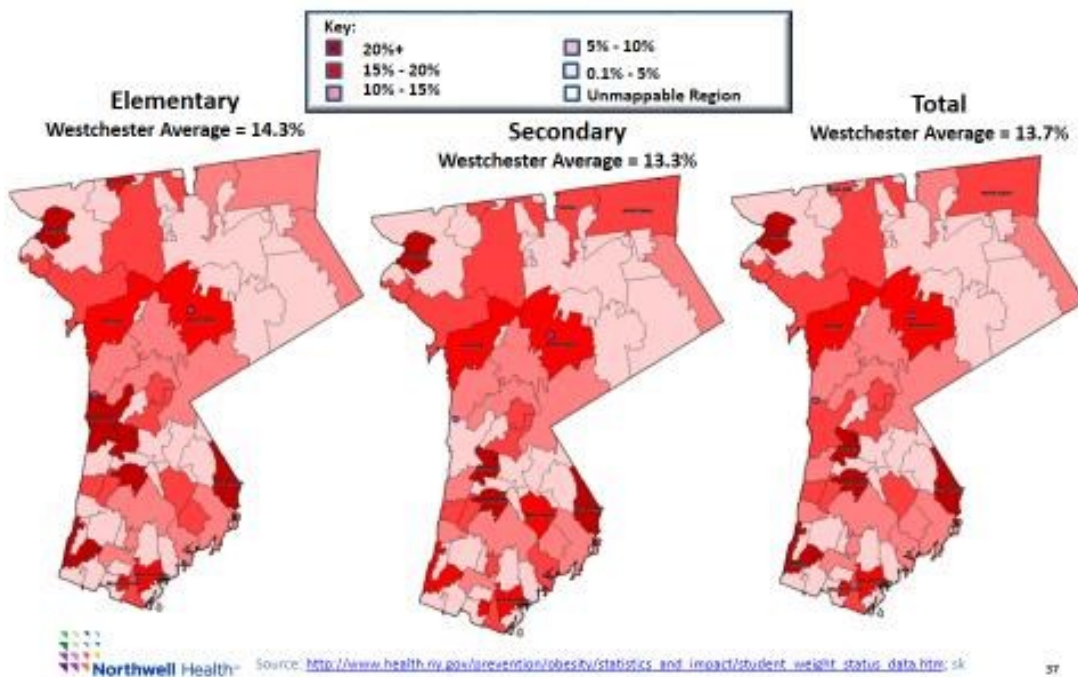 Key:
20%+
15% - 20%
10% - 15%
5% - 10%
0.1% - 5%
Unmappable Region
Elementary
Westchester Average = 14.3%
Secondary
Westchester Average = 13.3%
Total
Westchester Average = 13.7%
Northwell Health
Source: http://www.health.ny.gov/prevention/obesity/statistics_and_impact/student_weight_status_data.htm; sk
37